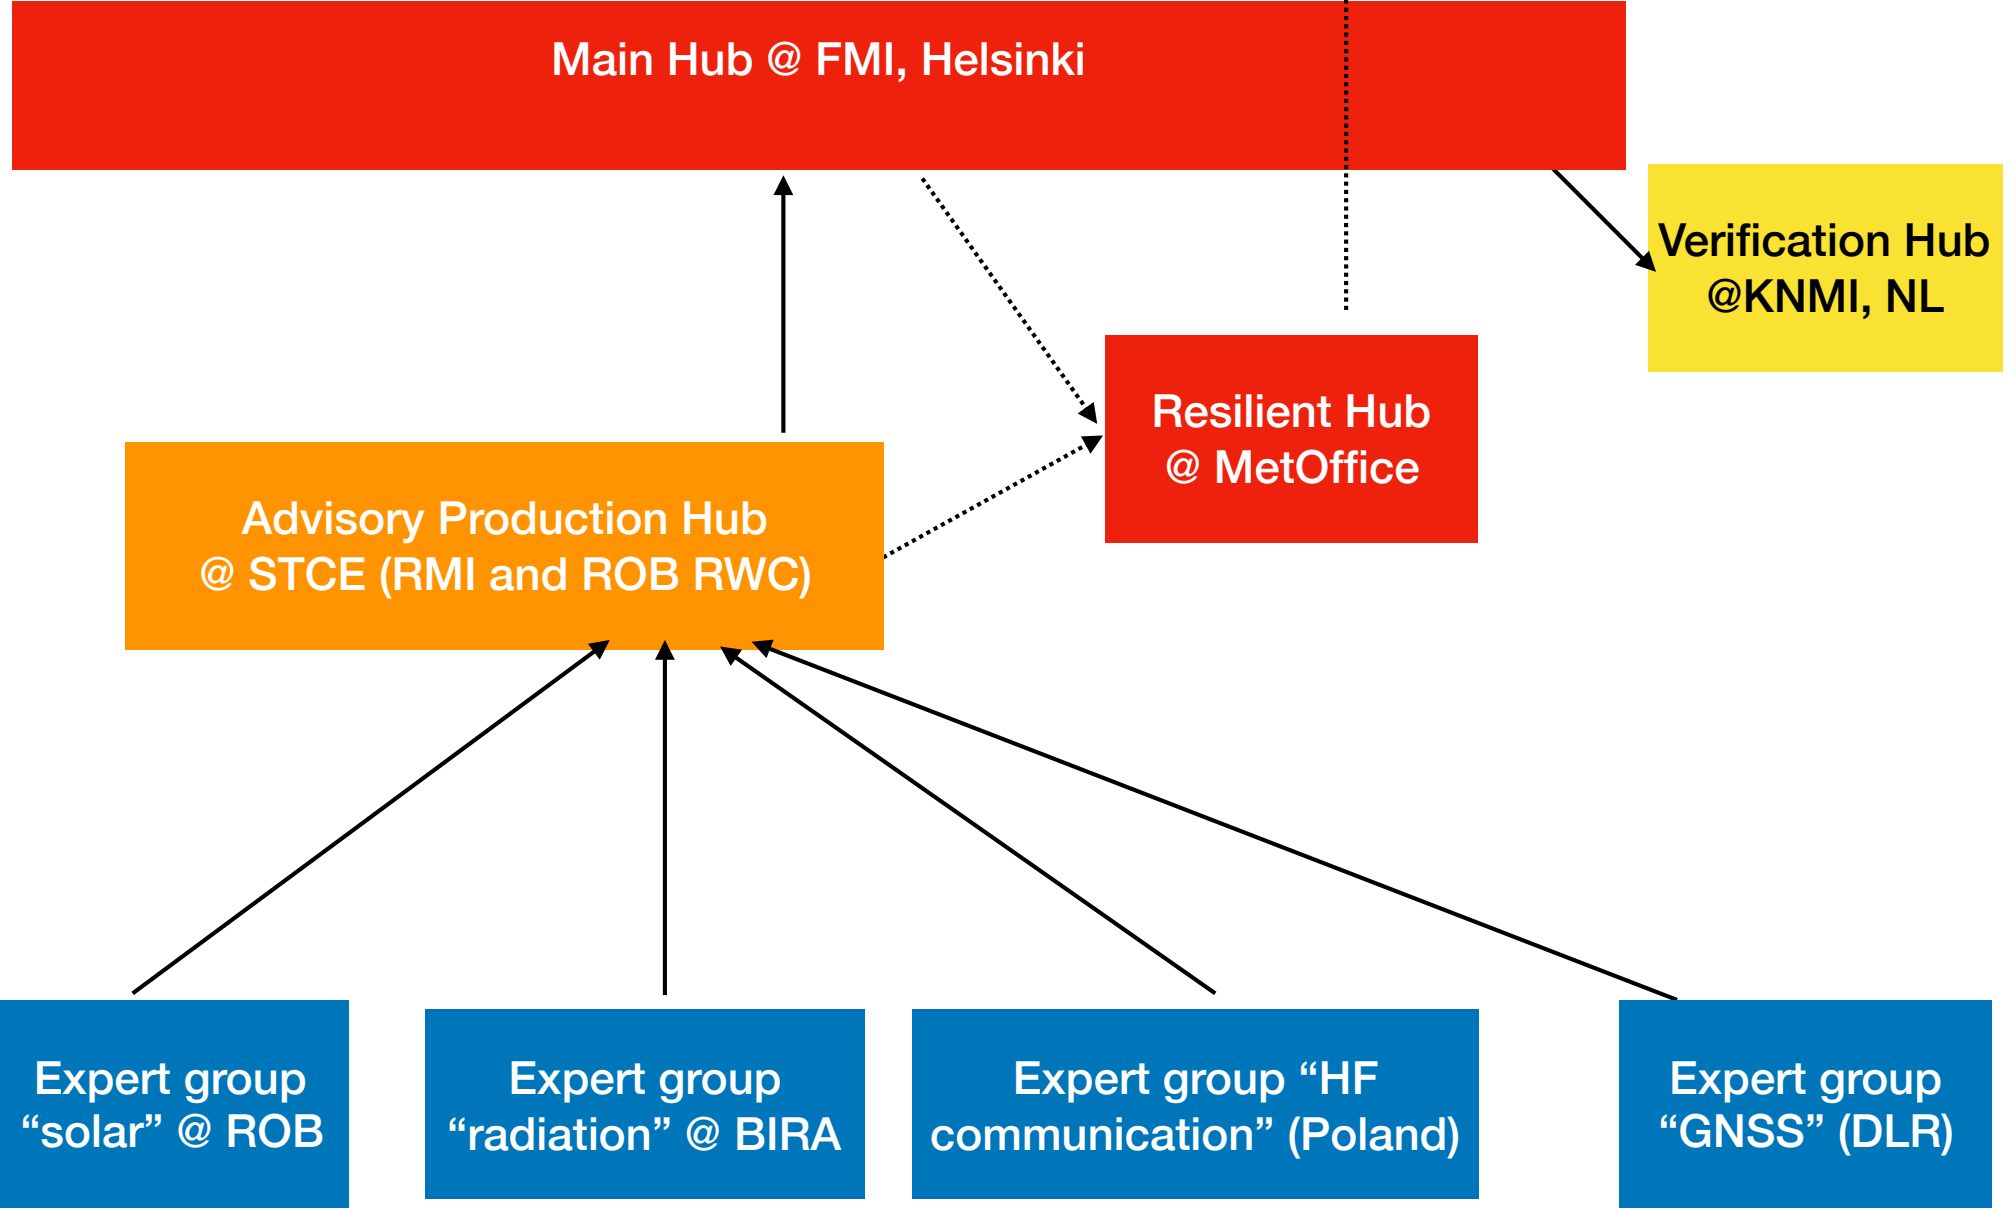 Main Hub @ FMI, Helsinki
Verification Hub
@KNMI, NL
Resilient Hub
@ MetOffice
Advisory Production Hub
@ STCE (RMI and ROB RWC)
Expert group
“solar” @ ROB
Expert group
“radiation” @ BIRA
Expert group “HF
communication” (Poland)
Expert group
“GNSS” (DLR)